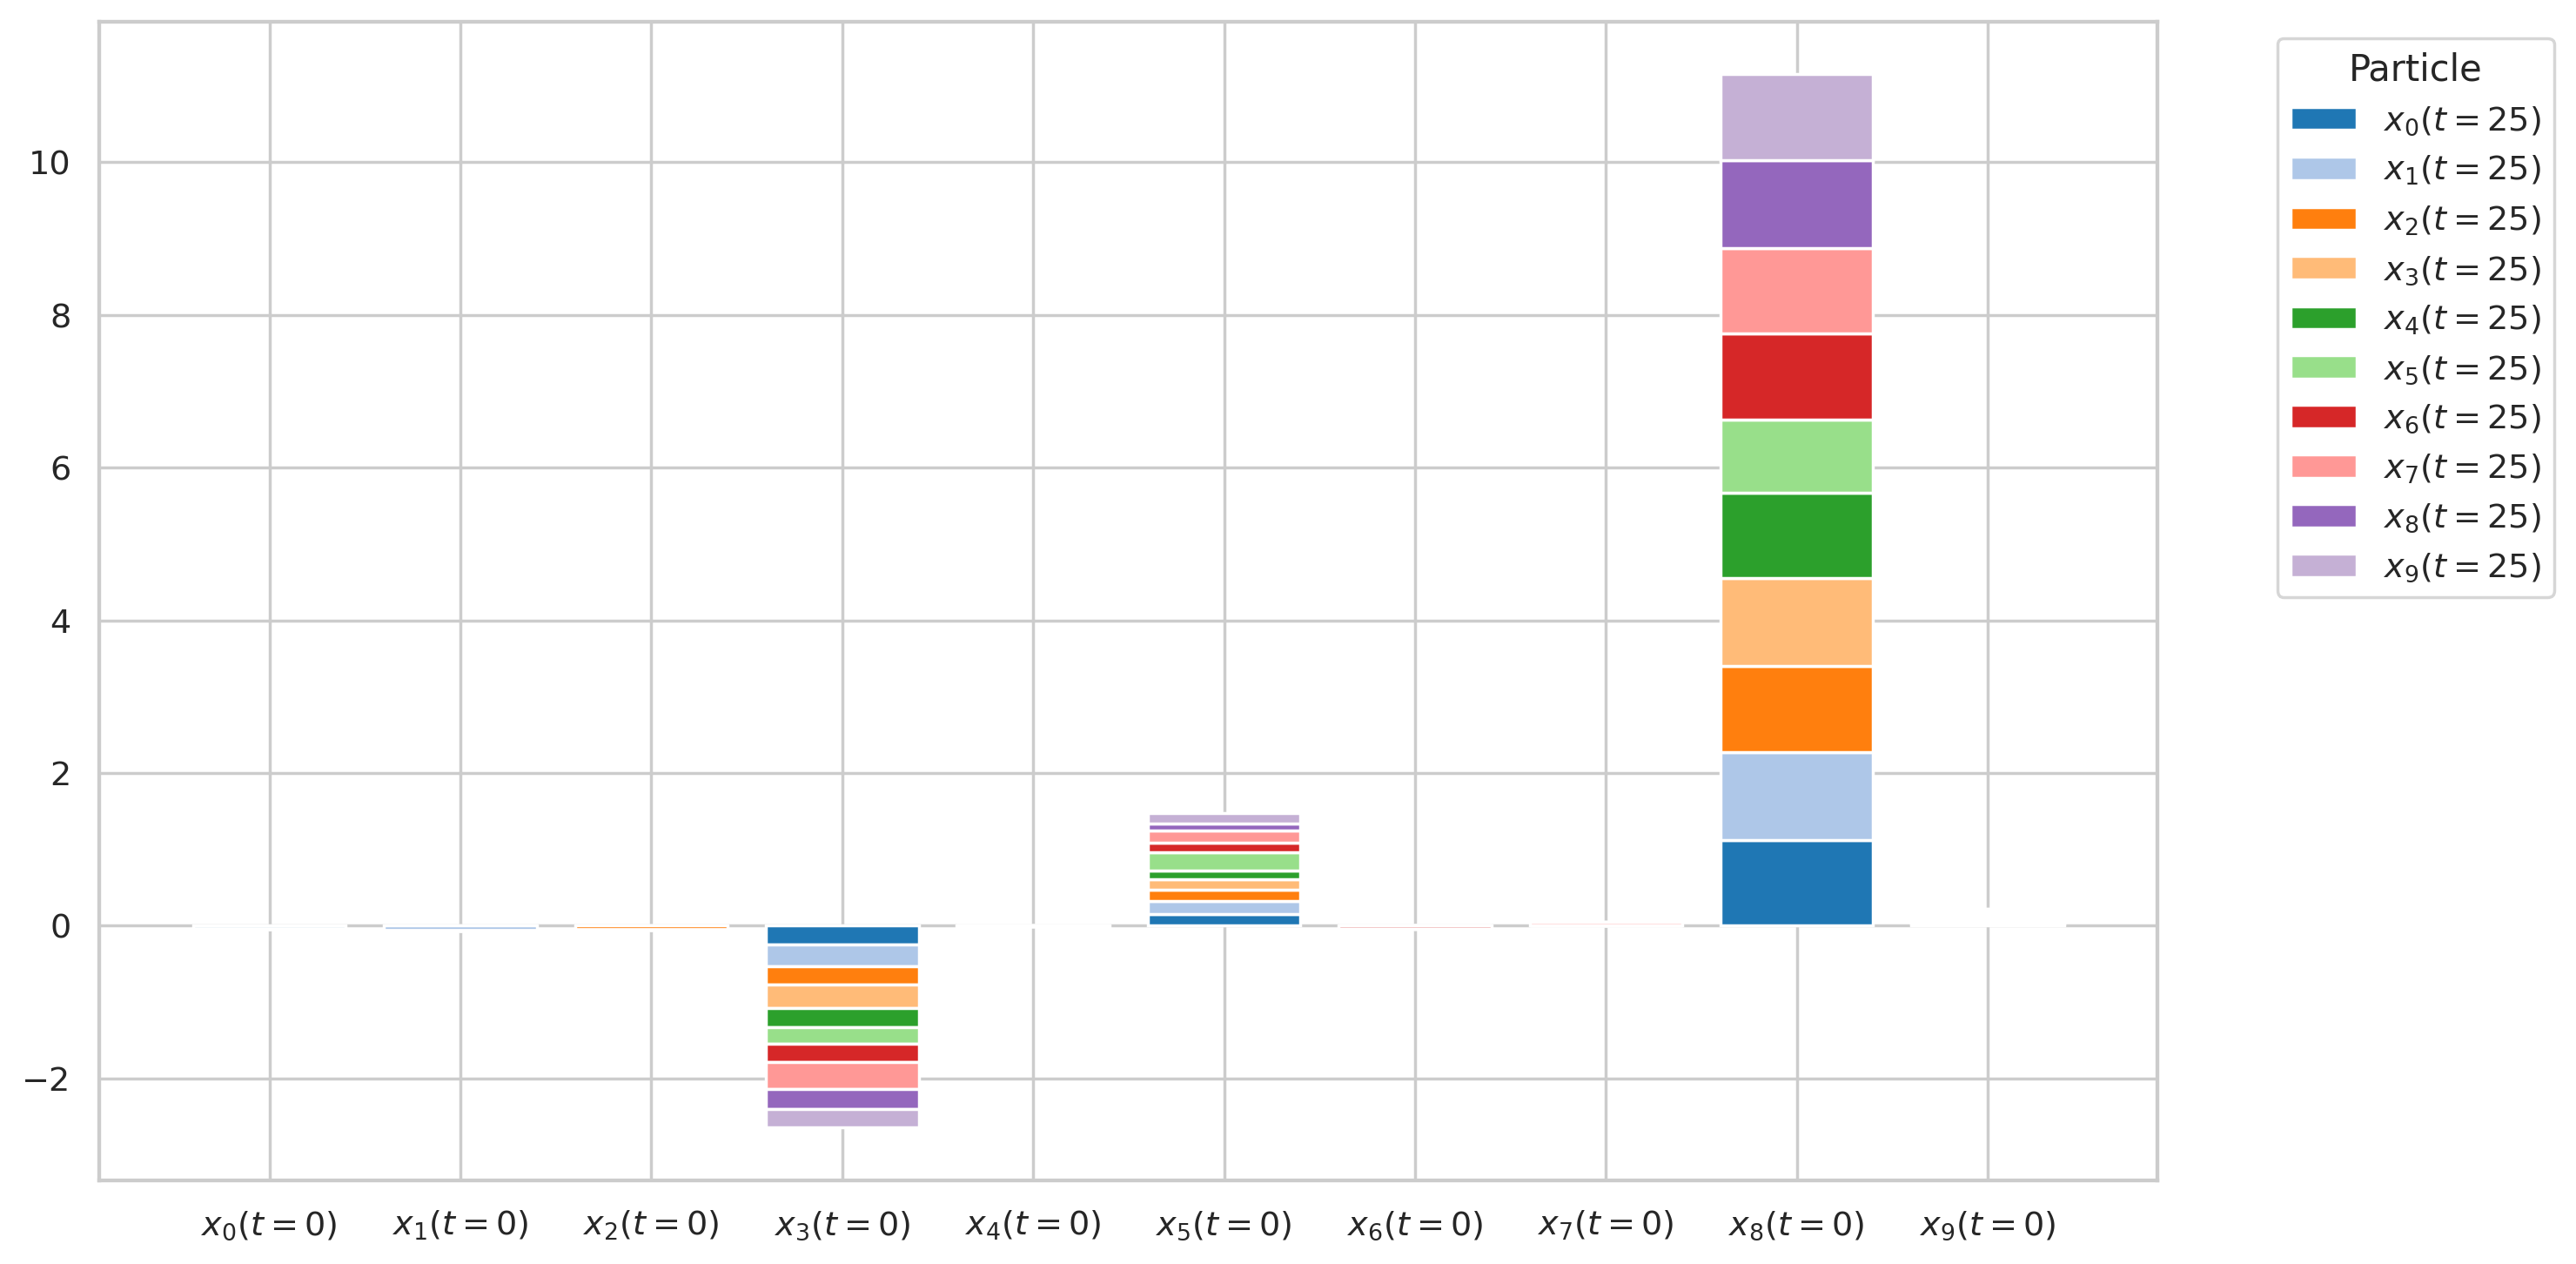 10
8
6
4
2
0
−2
x₀(t = 0) x₁(t = 0) x₂(t = 0) x₃(t = 0) x₄(t = 0) x₅(t = 0) x₆(t = 0) x₇(t = 0) x₈(t = 0) x₉(t = 0)
Particle
x₀(t = 25)
x₁(t = 25)
x₂(t = 25)
x₃(t = 25)
x₄(t = 25)
x₅(t = 25)
x₆(t = 25)
x₇(t = 25)
x₈(t = 25)
x₉(t = 25)